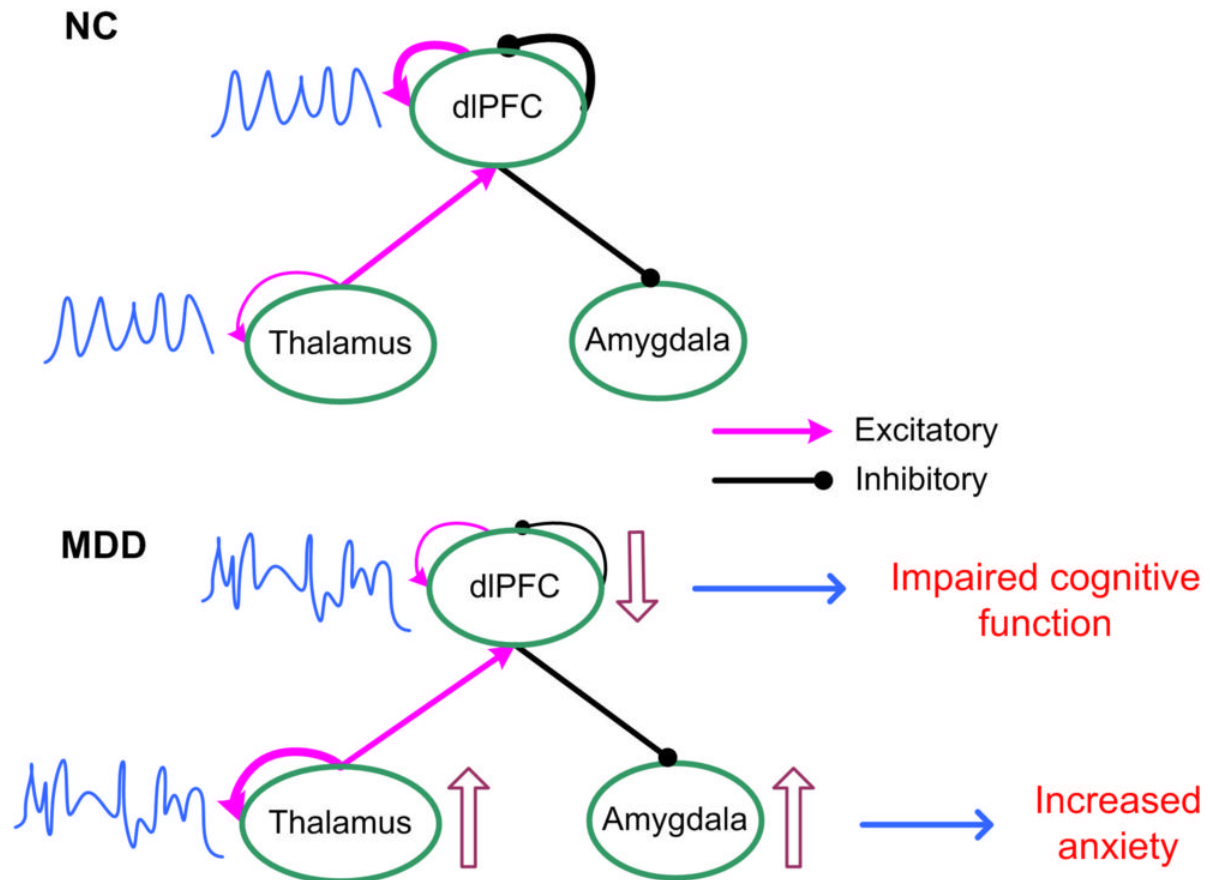 NC
dlPFC
Thalamus
Amygdala
Excitatory
Inhibitory
MDD
dlPFC
Impaired cognitive
function
Thalamus
Amygdala
Increased
anxiety